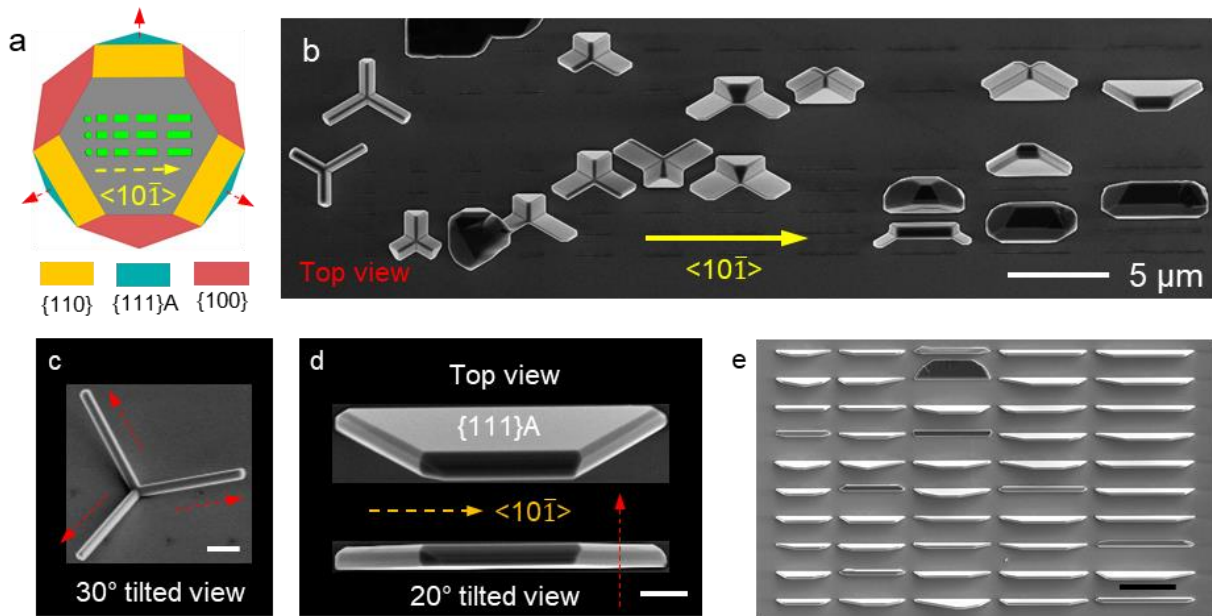 a
<101̅>
{110}
{111}A
{100}
b
Top view
<101̅>
5 μm
c
30° tilted view
d
Top view
{111}A
<101̅>
20° tilted view
e